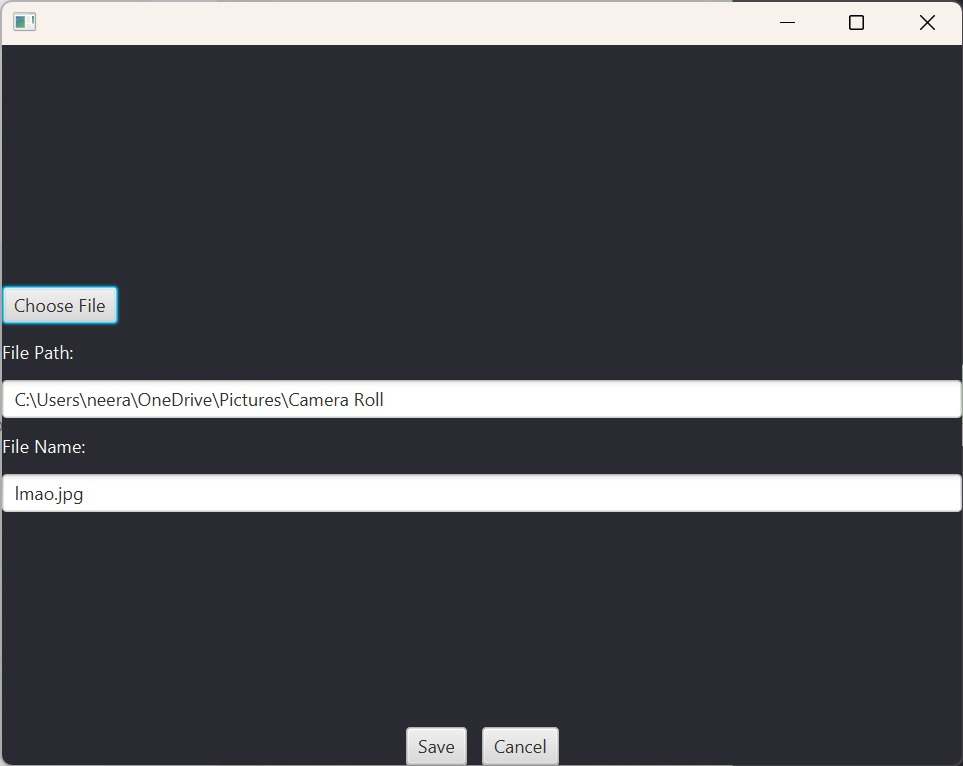 Choose File
File Path:
C:\Users\neera\OneDrive\Pictures\Camera Roll
File Name:
lmao.jpg
Save Cancel